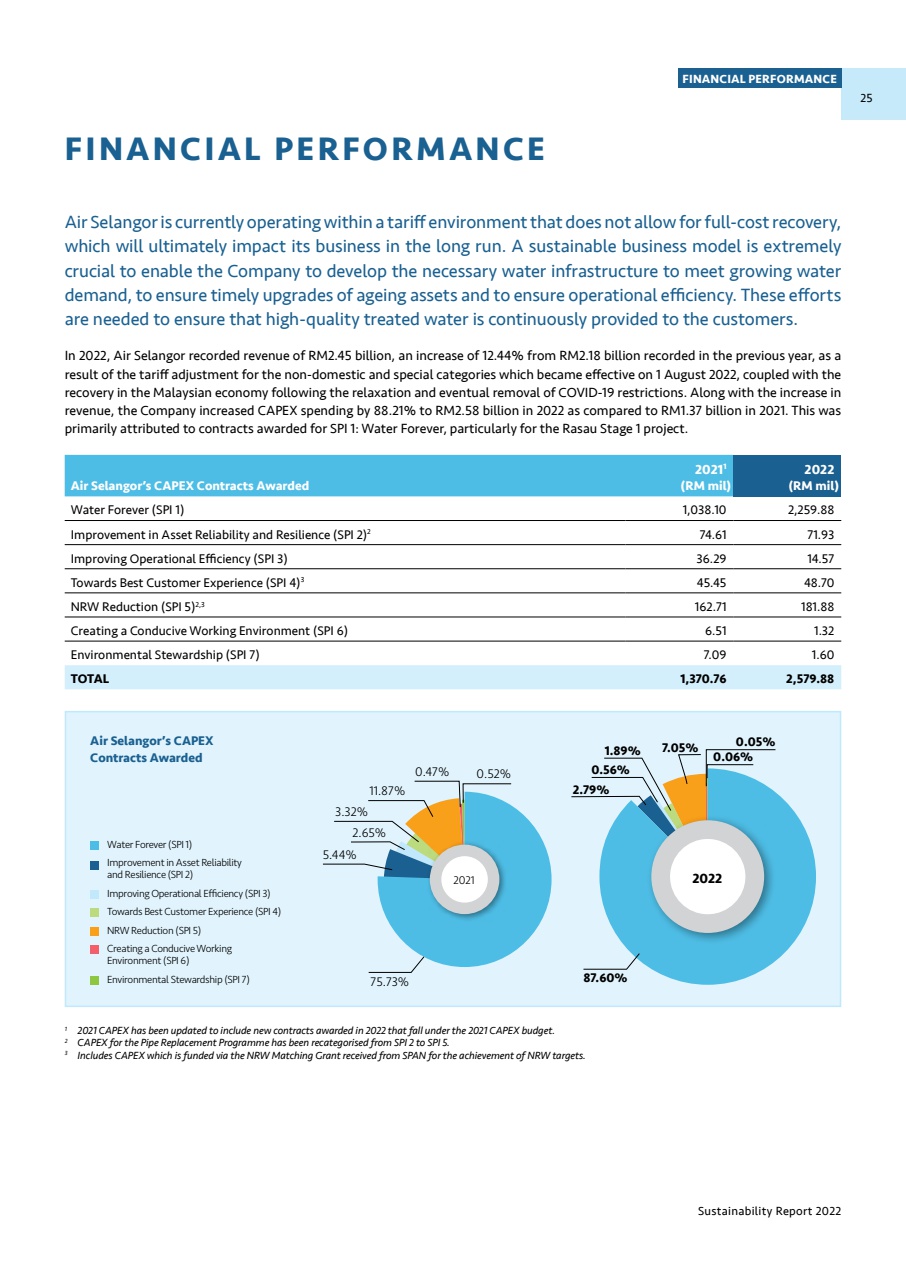 FINANCIAL PERFORMANCE
25
FINANCIAL PERFORMANCE
Air Selangor is currently operating within a tariff environment that does not allow for full-cost recovery,
which will ultimately impact its business in the long run. A sustainable business model is extremely
crucial to enable the Company to develop the necessary water infrastructure to meet growing water
demand, to ensure timely upgrades of ageing assets and to ensure operational efficiency. These efforts
are needed to ensure that high-quality treated water is continuously provided to the customers.
In 2022, Air Selangor recorded revenue of RM2.45 billion, an increase of 12.44% from RM2.18 billion recorded in the previous year, as a
result of the tariff adjustment for the non-domestic and special categories which became effective on 1 August 2022, coupled with the
recovery in the Malaysian economy following the relaxation and eventual removal of COVID-19 restrictions. Along with the increase in
revenue, the Company increased CAPEX spending by 88.21% to RM2.58 billion in 2022 as compared to RM1.37 billion in 2021. This was
primarily attributed to contracts awarded for SPI 1: Water Forever, particularly for the Rasau Stage 1 project.
Air Selangor's CAPEX Contracts Awarded 2021¹ (RM mil) 2022 (RM mil)
Water Forever (SPI 1) 1,038.10 2,259.88
Improvement in Asset Reliability and Resilience (SPI 2)² 74.61 71.93
Improving Operational Efficiency (SPI 3) 36.29 14.57
Towards Best Customer Experience (SPI 4)³ 45.45 48.70
NRW Reduction (SPI 5)²,³ 162.71 181.88
Creating a Conducive Working Environment (SPI 6) 6.51 1.32
Environmental Stewardship (SPI 7) 7.09 1.60
TOTAL 1,370.76 2,579.88
Air Selangor's CAPEX
Contracts Awarded
Water Forever (SPI 1)
Improvement in Asset Reliability
and Resilience (SPI 2)
Improving Operational Efficiency (SPI 3)
Towards Best Customer Experience (SPI 4)
NRW Reduction (SPI 5)
Creating a Conducive Working
Environment (SPI 6)
Environmental Stewardship (SPI 7)
0.47%
0.52%
11.87%
3.32%
2.65%
5.44%
2021
75.73%
0.05%
7.05%
1.89%
0.06%
0.56%
2.79%
2022
87.60%
¹ 2021 CAPEX has been updated to include new contracts awarded in 2022 that fall under the 2021 CAPEX budget.
² CAPEX for the Pipe Replacement Programme has been recategorised from SPI 2 to SPI 5.
³ Includes CAPEX which is funded via the NRW Matching Grant received from SPAN for the achievement of NRW targets.
Sustainability Report 2022